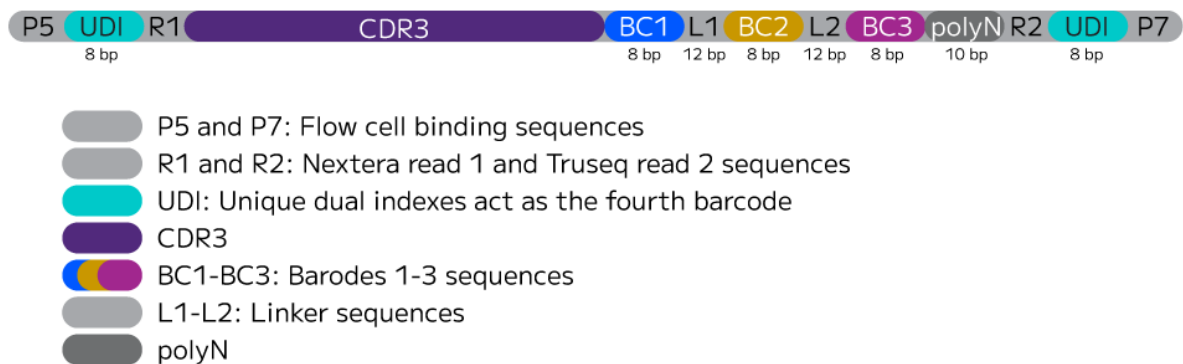 P5 UDI R1 CDR3 BC1 L1 BC2 L2 BC3 polyN R2 UDI P7
8 bp 8 bp 12 bp 8 bp 12 bp 8 bp 10 bp 8 bp
P5 and P7: Flow cell binding sequences
R1 and R2: Nextera read 1 and Truseq read 2 sequences
UDI: Unique dual indexes act as the fourth barcode
CDR3
BC1-BC3: Barodes 1-3 sequences
L1-L2: Linker sequences
polyN